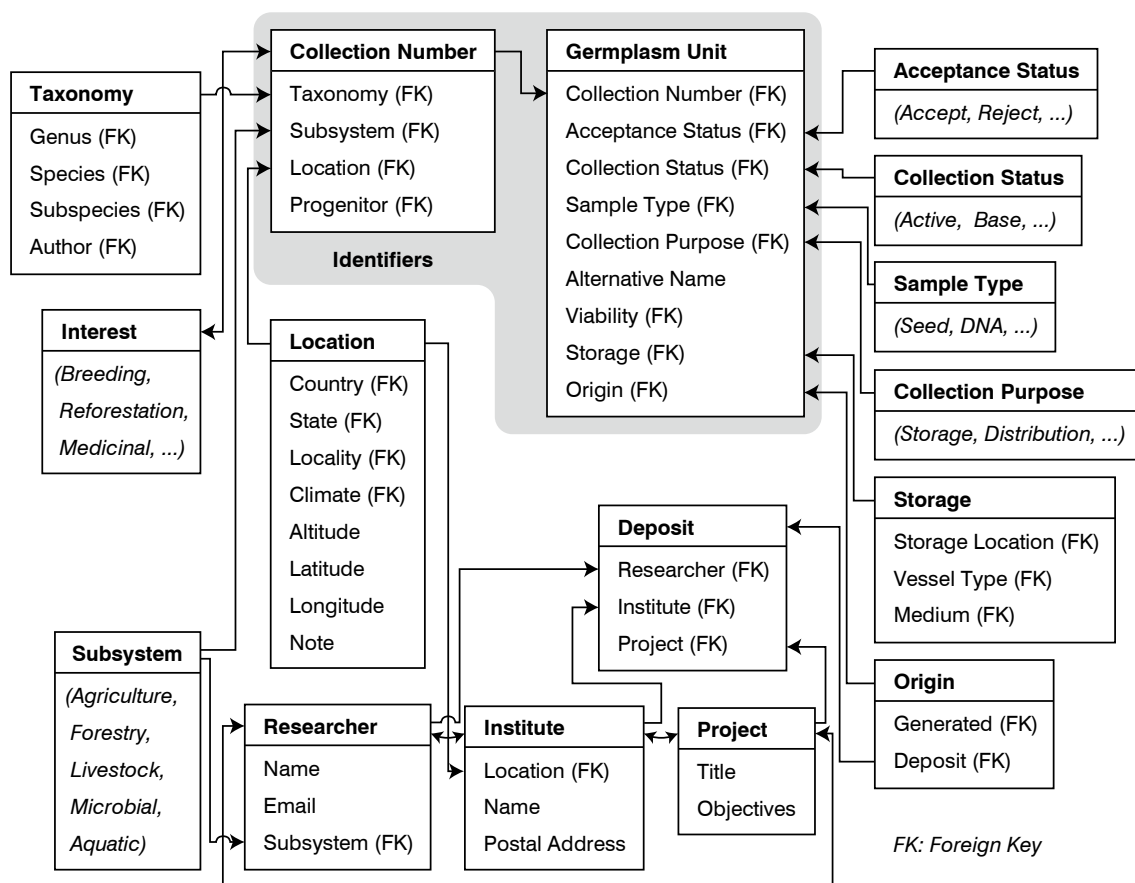 Collection Number
Taxonomy (FK)
Subsystem (FK)
Location (FK)
Progenitor (FK)
Identifiers
Germplasm Unit
Collection Number (FK)
Acceptance Status (FK)
Collection Status (FK)
Sample Type (FK)
Collection Purpose (FK)
Alternative Name
Viability (FK)
Storage (FK)
Origin (FK)
Taxonomy
Genus (FK)
Species (FK)
Subspecies (FK)
Author (FK)
Interest
(Breeding,
Reforestation,
Medicinal, ...)
Location
Country (FK)
State (FK)
Locality (FK)
Climate (FK)
Altitude
Latitude
Longitude
Note
Acceptance Status
(Accept, Reject, ...)
Collection Status
(Active, Base, ...)
Sample Type
(Seed, DNA, ...)
Collection Purpose
(Storage, Distribution, ...)
Storage
Storage Location (FK)
Vessel Type (FK)
Medium (FK)
Deposit
Researcher (FK)
Institute (FK)
Project (FK)
Subsystem
(Agriculture,
Forestry,
Livestock,
Microbial,
Aquatic)
Researcher
Name
Email
Subsystem (FK)
Institute
Location (FK)
Name
Postal Address
Project
Title
Objectives
Origin
Generated (FK)
Deposit (FK)
FK: Foreign Key